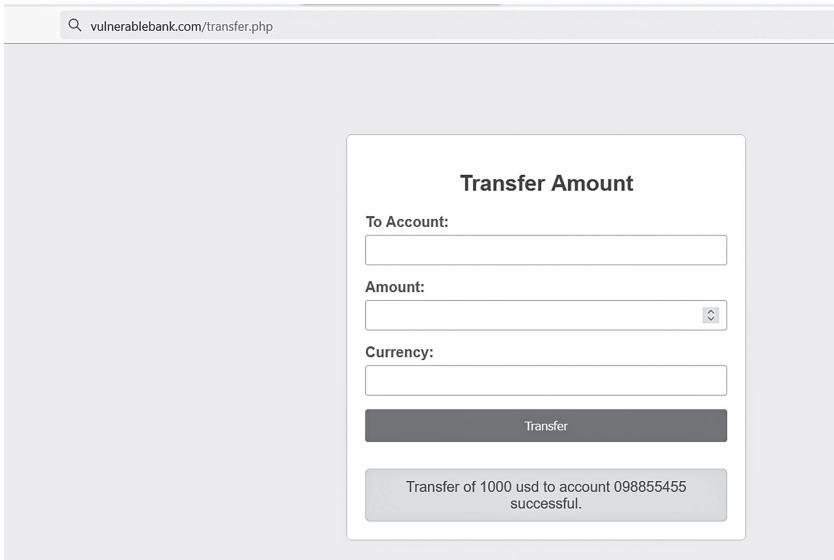 vulnerablebank.com/transfer.php
Transfer Amount
To Account:
Amount:
Currency:
Transfer
Transfer of 1000 usd to account 098855455
successful.